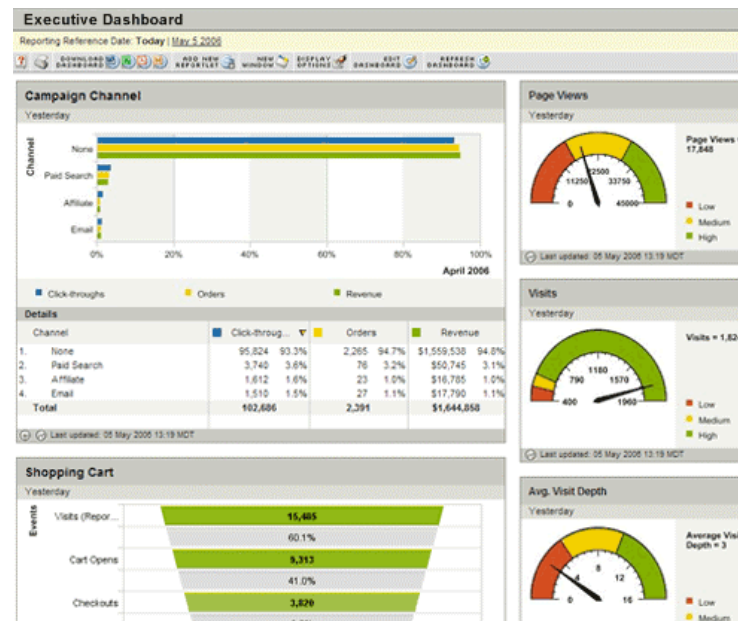 Executive Dashboard
Reporting Reference Date: Today | May 5 2006
DOWNLOAD DASHBOARD ADD NEW REPORTLET NEW WINDOW DISPLAY OPTIONS EDIT DASHBOARD REFRESH DASHBOARD
Campaign Channel
Yesterday
Channel
None
Paid Search
Affiliate
Email
0% 20% 40% 60% 80% 100%
April 2006
Click-throughs Orders Revenue
Details
Channel Click-throug... Orders Revenue
1. None 95,824 93.3% 2,265 94.7% $1,559,538 94.8%
2. Paid Search 3,740 3.6% 76 3.2% $50,745 3.1%
3. Affiliate 1,612 1.6% 23 1.0% $16,785 1.0%
4. Email 1,510 1.5% 27 1.1% $17,790 1.1%
Total 102,686 2,391 $1,644,858
Last updated: 05 May 2006 13:19 MDT
Shopping Cart
Yesterday
Events
Visits (Repor... 15,485
60.1%
Cart Opens 9,313
41.0%
Checkouts 3,820
Page Views
Yesterday
Page Views =
17,848
0 11250 22500 33750 45000
Low
Medium
High
Last updated: 05 May 2006 13:19 MDT
Visits
Yesterday
Visits = 1,82
400 790 1180 1570 1960
Low
Medium
High
Last updated: 05 May 2006 13:19 MDT
Avg. Visit Depth
Yesterday
Average Visi
Depth = 3
0 4 8 12 16
Low
Medium